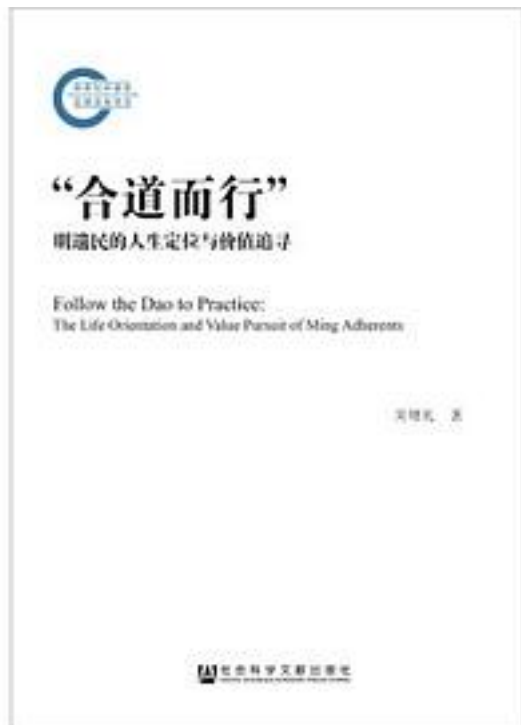 “合道而行”
明遗民的人生定位与价值追寻
Follow the Dao to Practice:
The Life Orientation and Value Pursuit of Ming Adherents
著
社会科学文献出版社